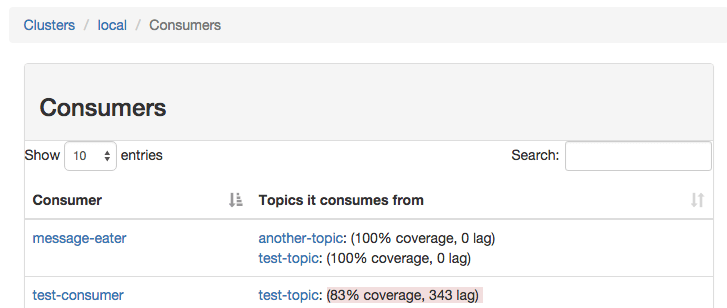 Clusters / local / Consumers
Consumers
Show 10 entries Search:
Consumer Topics it consumes from
message-eater another-topic: (100% coverage, 0 lag)
test-topic: (100% coverage, 0 lag)
test-consumer test-topic: (83% coverage, 343 lag)